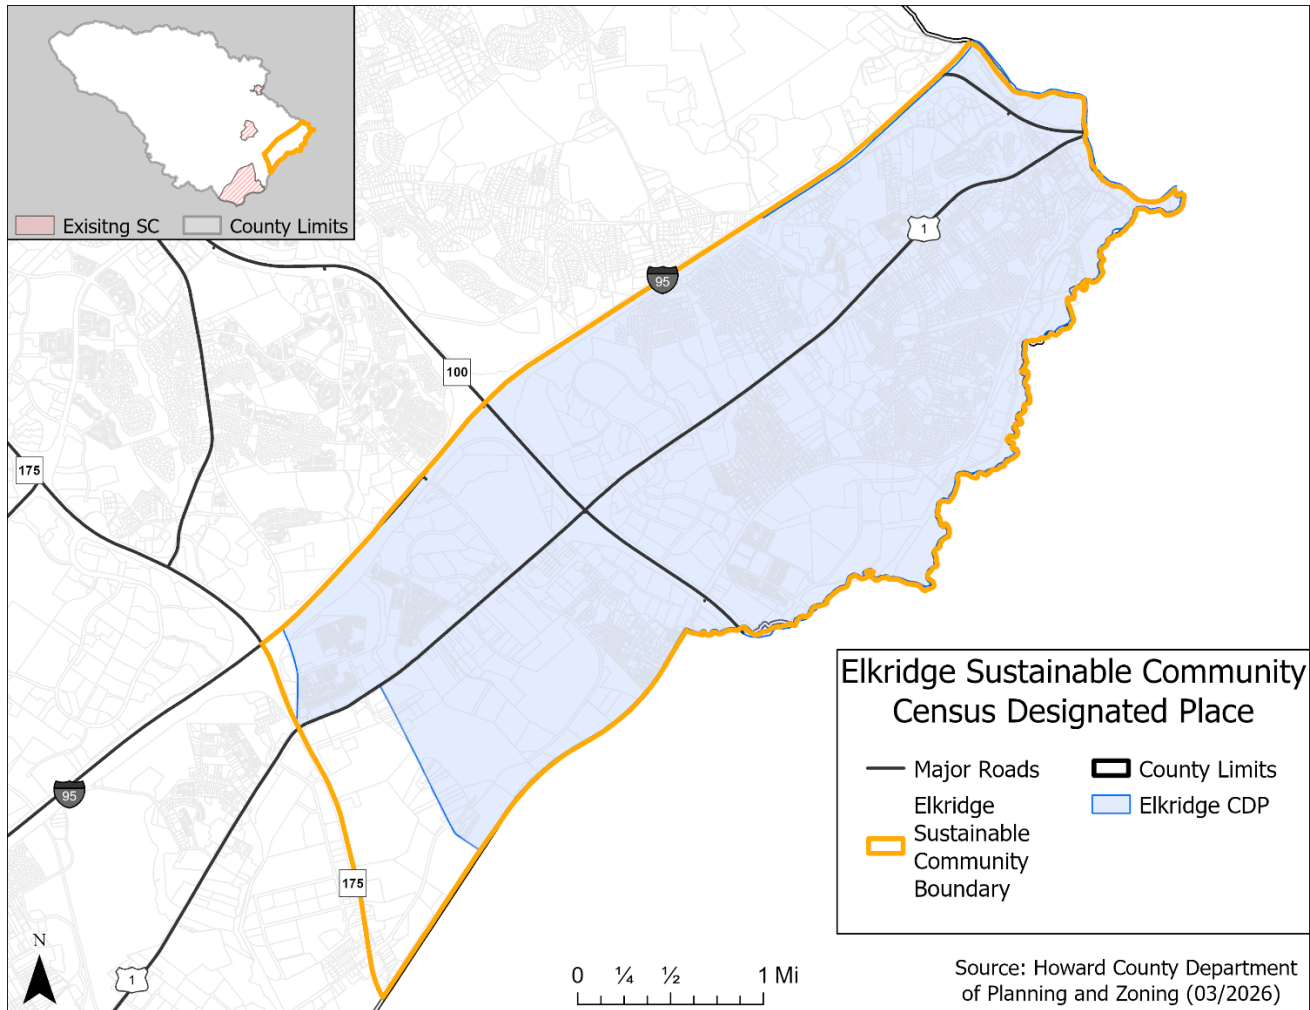 Exisitng SC
County Limits
1
95
100
175
Elkridge Sustainable Community
Census Designated Place
Major Roads
County Limits
Elkridge
Sustainable
Community
Boundary
Elkridge CDP
95
175
N
1
0 ¼ ½ 1 Mi
Source: Howard County Department
of Planning and Zoning (03/2026)